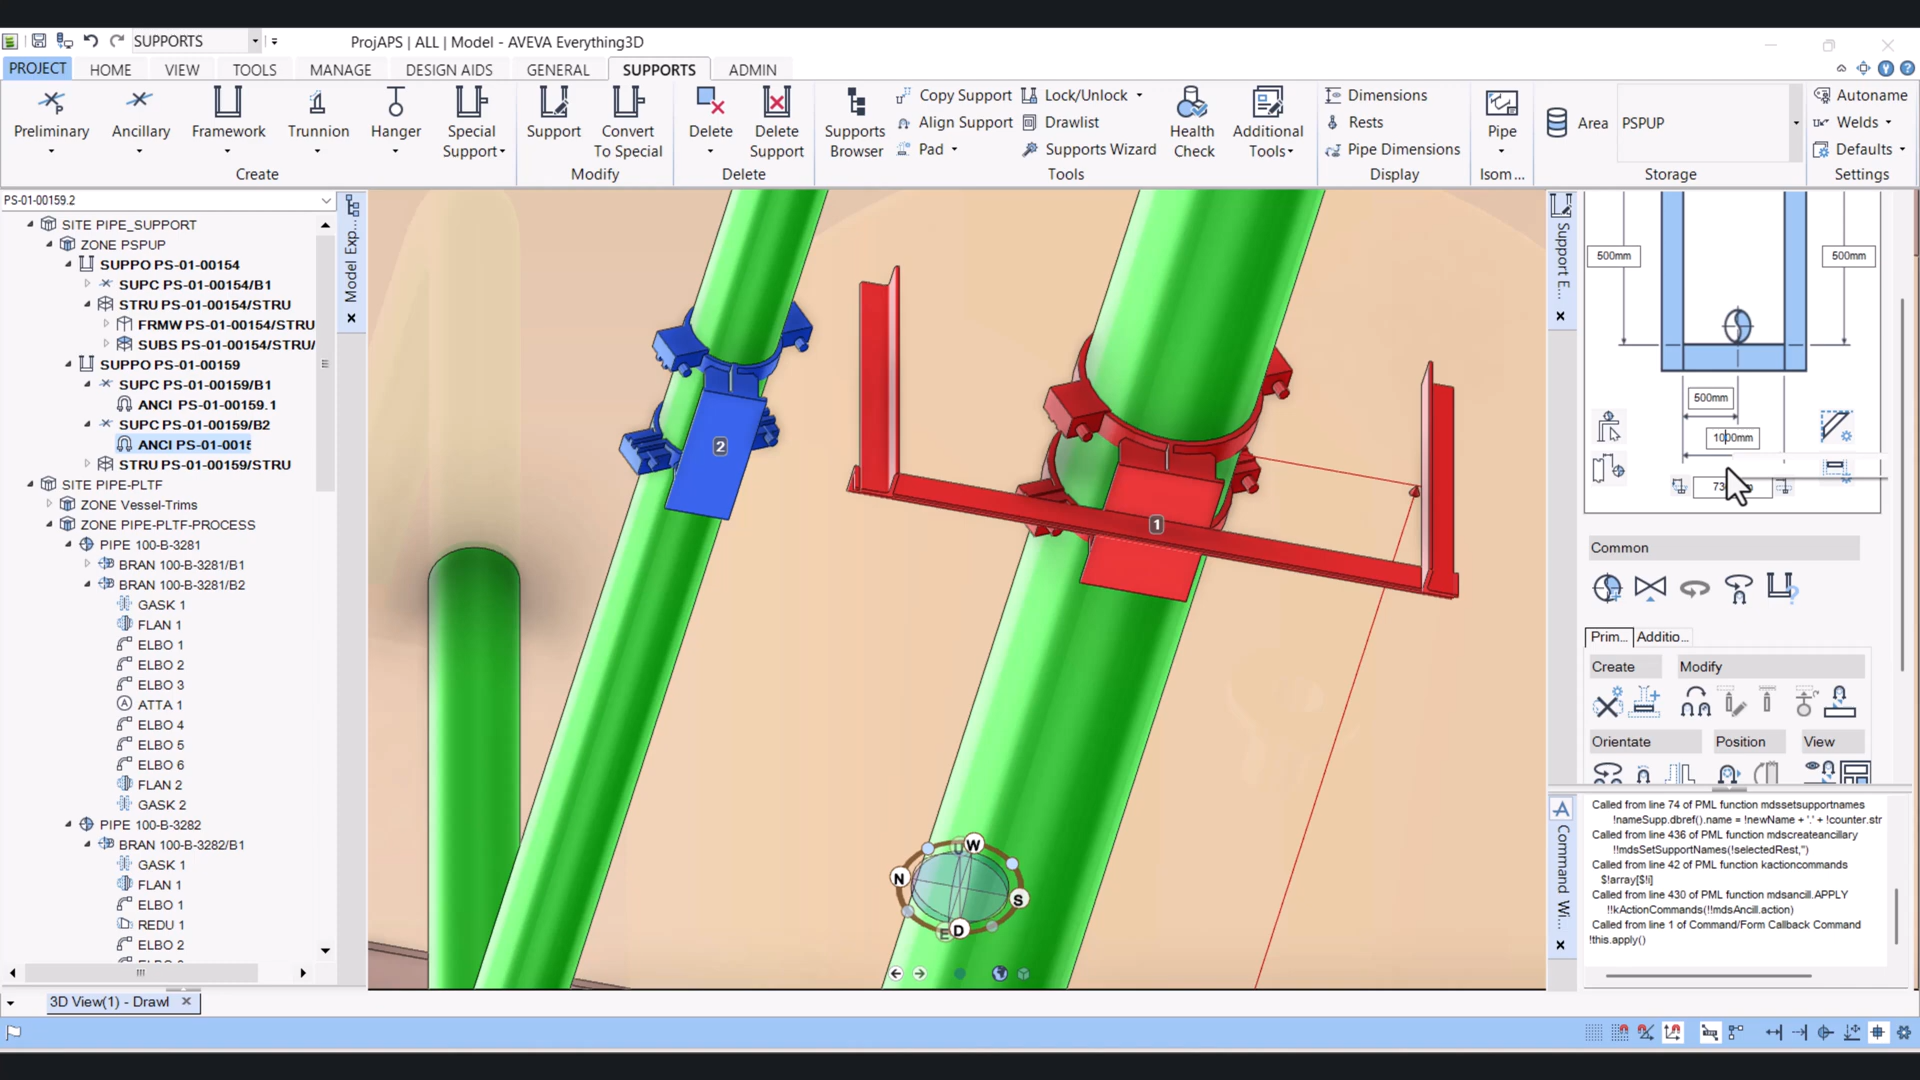 SUPPORTS
ProjAPS | ALL | Model - AVEVA Everything3D
PROJECT HOME VIEW TOOLS MANAGE DESIGN AIDS GENERAL SUPPORTS ADMIN
Preliminary
Ancillary
Framework
Trunnion
Hanger
Special
Support
Create
Support
Convert
To Special
Modify
Delete
Delete
Support
Delete
Supports
Browser
Copy Support
Align Support
Pad
Lock/Unlock
Drawlist
Supports Wizard
Health
Check
Additional
Tools
Tools
Dimensions
Rests
Pipe Dimensions
Display
Pipe
Isom ...
Area
PSPUP
Storage
Autoname
Welds
Defaults
Settings
PS-01-00159.2
SITE PIPE_SUPPORT
ZONE PSPUP
SUPPO PS-01-00154
SUPC PS-01-00154/B1
STRU PS-01-00154/STRU
FRMW PS-01-00154/STRU
SUBS PS-01-00154/STRU/
SUPPO PS-01-00159
SUPC PS-01-00159/B1
ANCI PS-01-00159.1
SUPC PS-01-00159/B2
ANCI PS-01-0015
STRU PS-01-00159/STRU
SITE PIPE-PLTF
ZONE Vessel-Trims
ZONE PIPE-PLTF-PROCESS
PIPE 100-B-3281
BRAN 100-B-3281/B1
BRAN 100-B-3281/B2
GASK 1
FLAN 1
ELBO 1
ELBO 2
ELBO 3
ATTA 1
ELBO 4
ELBO 5
ELBO 6
FLAN 2
GASK 2
PIPE 100-B-3282
BRAN 100-B-3282/B1
GASK 1
FLAN 1
ELBO 1
REDU 1
ELBO 2
Model Exp...
2
1
N
W
S
D
E
U
3D View(1) - Drawl
Support E...
500mm
500mm
500mm
1000mm
Common
Prim...
Additio...
Create
Modify
Orientate
Position
View
Command Wi...
Called from line 74 of PML function mdssetsupportnames
!nameSupp.dbref().name = !newName + '.' + !counter.str
Called from line 436 of PML function mdscreateancillary
!!mdsSetSupportNames(!selectedRest,'')
Called from line 42 of PML function kactioncommands
$!array[$!i]
Called from line 430 of PML function mdsancill.APPLY
!!kActionCommands(!!mdsAncill.action)
Called from line 1 of Command/Form Callback Command
!this.apply()